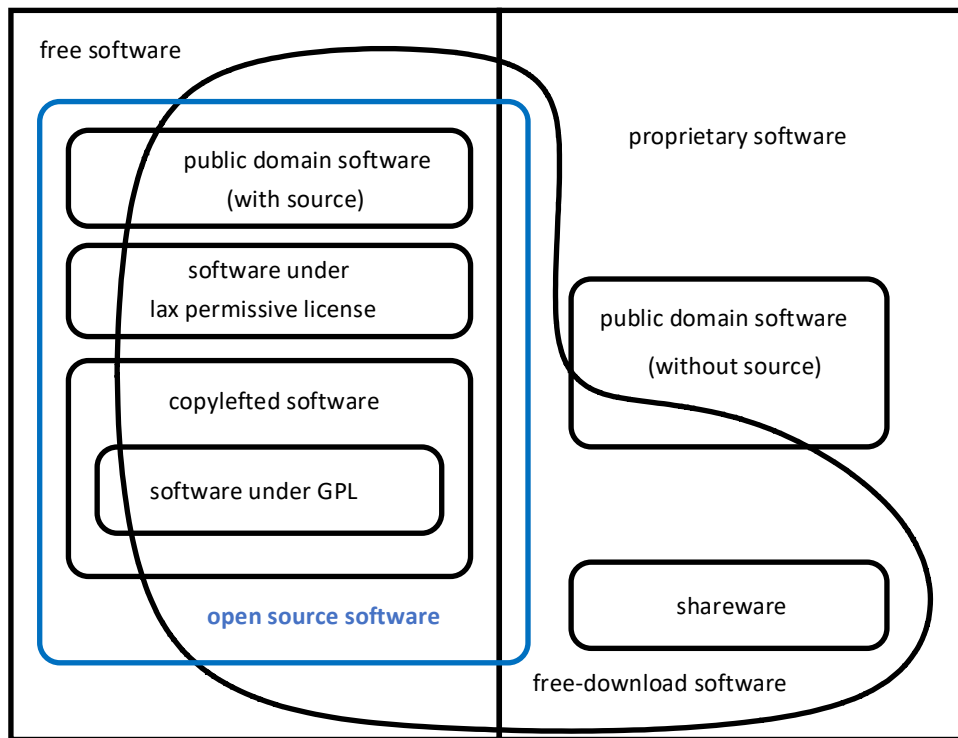 free software
proprietary software
public domain software
(with source)
software under
lax permissive license
public domain software
(without source)
copylefted software
software under GPL
open source software
shareware
free-download software